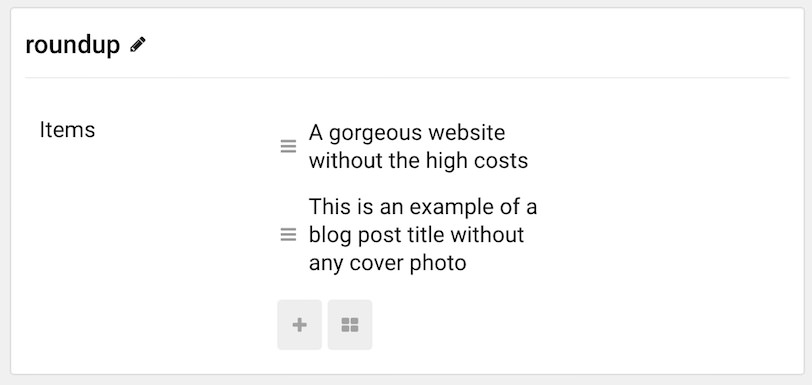 roundup
Items
A gorgeous website
without the high costs
This is an example of a
blog post title without
any cover photo